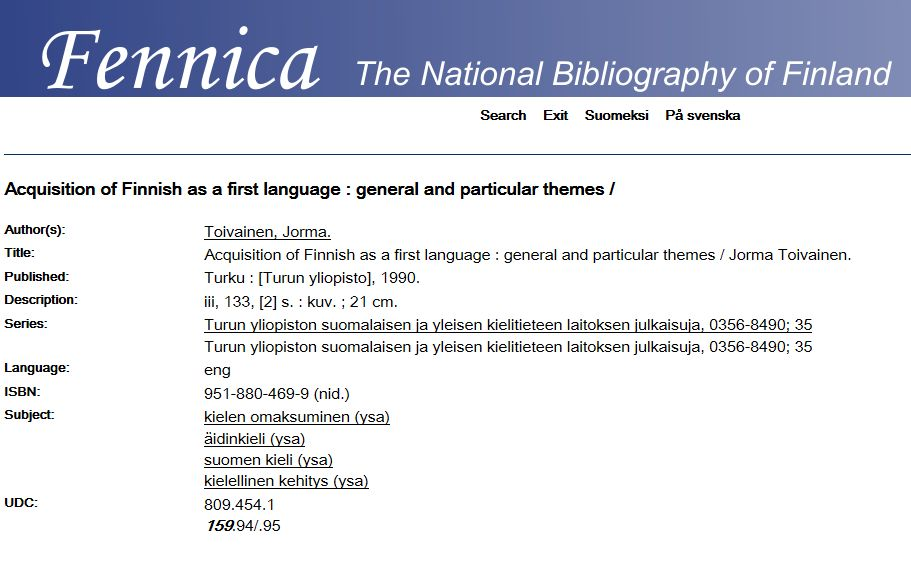 Fennica The National Bibliography of Finland
Search Exit Suomeksi På svenska
Acquisition of Finnish as a first language : general and particular themes /
Author(s): Toivainen, Jorma.
Title: Acquisition of Finnish as a first language : general and particular themes / Jorma Toivainen.
Published: Turku : [Turun yliopisto], 1990.
Description: iii, 133, [2] s. : kuv. ; 21 cm.
Series: Turun yliopiston suomalaisen ja yleisen kielitieteen laitoksen julkaisuja, 0356-8490; 35
Turun yliopiston suomalaisen ja yleisen kielitieteen laitoksen julkaisuja, 0356-8490; 35
Language: eng
ISBN: 951-880-469-9 (nid.)
Subject: kielen omaksuminen (ysa)
äidinkieli (ysa)
suomen kieli (ysa)
kielellinen kehitys (ysa)
UDC: 809.454.1
159.94/.95